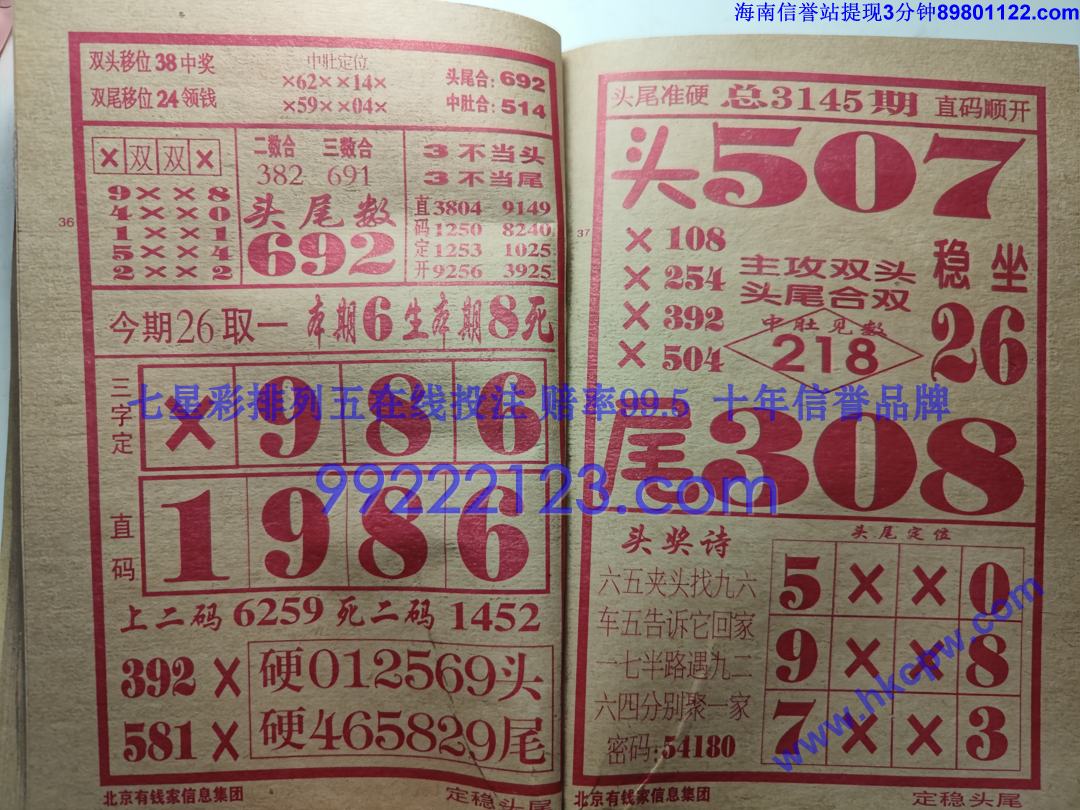 海南信誉站提现3分钟89801122.com
双头移位38中奖
双尾移位24领钱
中肚定位
×62××14×
×59××04×
头尾合:692
中肚合:514
×双双×
9××8
4××0
1××1
5××4
2××2
二数合 三数合
382 691
头尾数
692
3不当头
3不当尾
直码定开
3804 9149
1250 8240
1253 1025
9256 3925
36
今期26取一 本期6生本期8死
三字定
×986
七星彩排列五在线投注 赔率99.5 十年信誉品牌
99222123.com
直码
1986
上二码6259死二码1452
392×
581×
硬012569头
硬465829尾
北京有钱家信息集团
定稳头尾
头尾准硬 总3145期 直码顺开
头507
37
×108
×254
×392
×504
主攻双头
头尾合双
中肚见数
218
稳坐
26
尾308
头奖诗
六五夹头找九六
车五告诉它回家
一七半路遇九二
六四分别聚一家
密码:54180
头尾定位
5××0
9××8
7××3
www.hkcpw.com
北京有钱家信息集团
定稳头尾